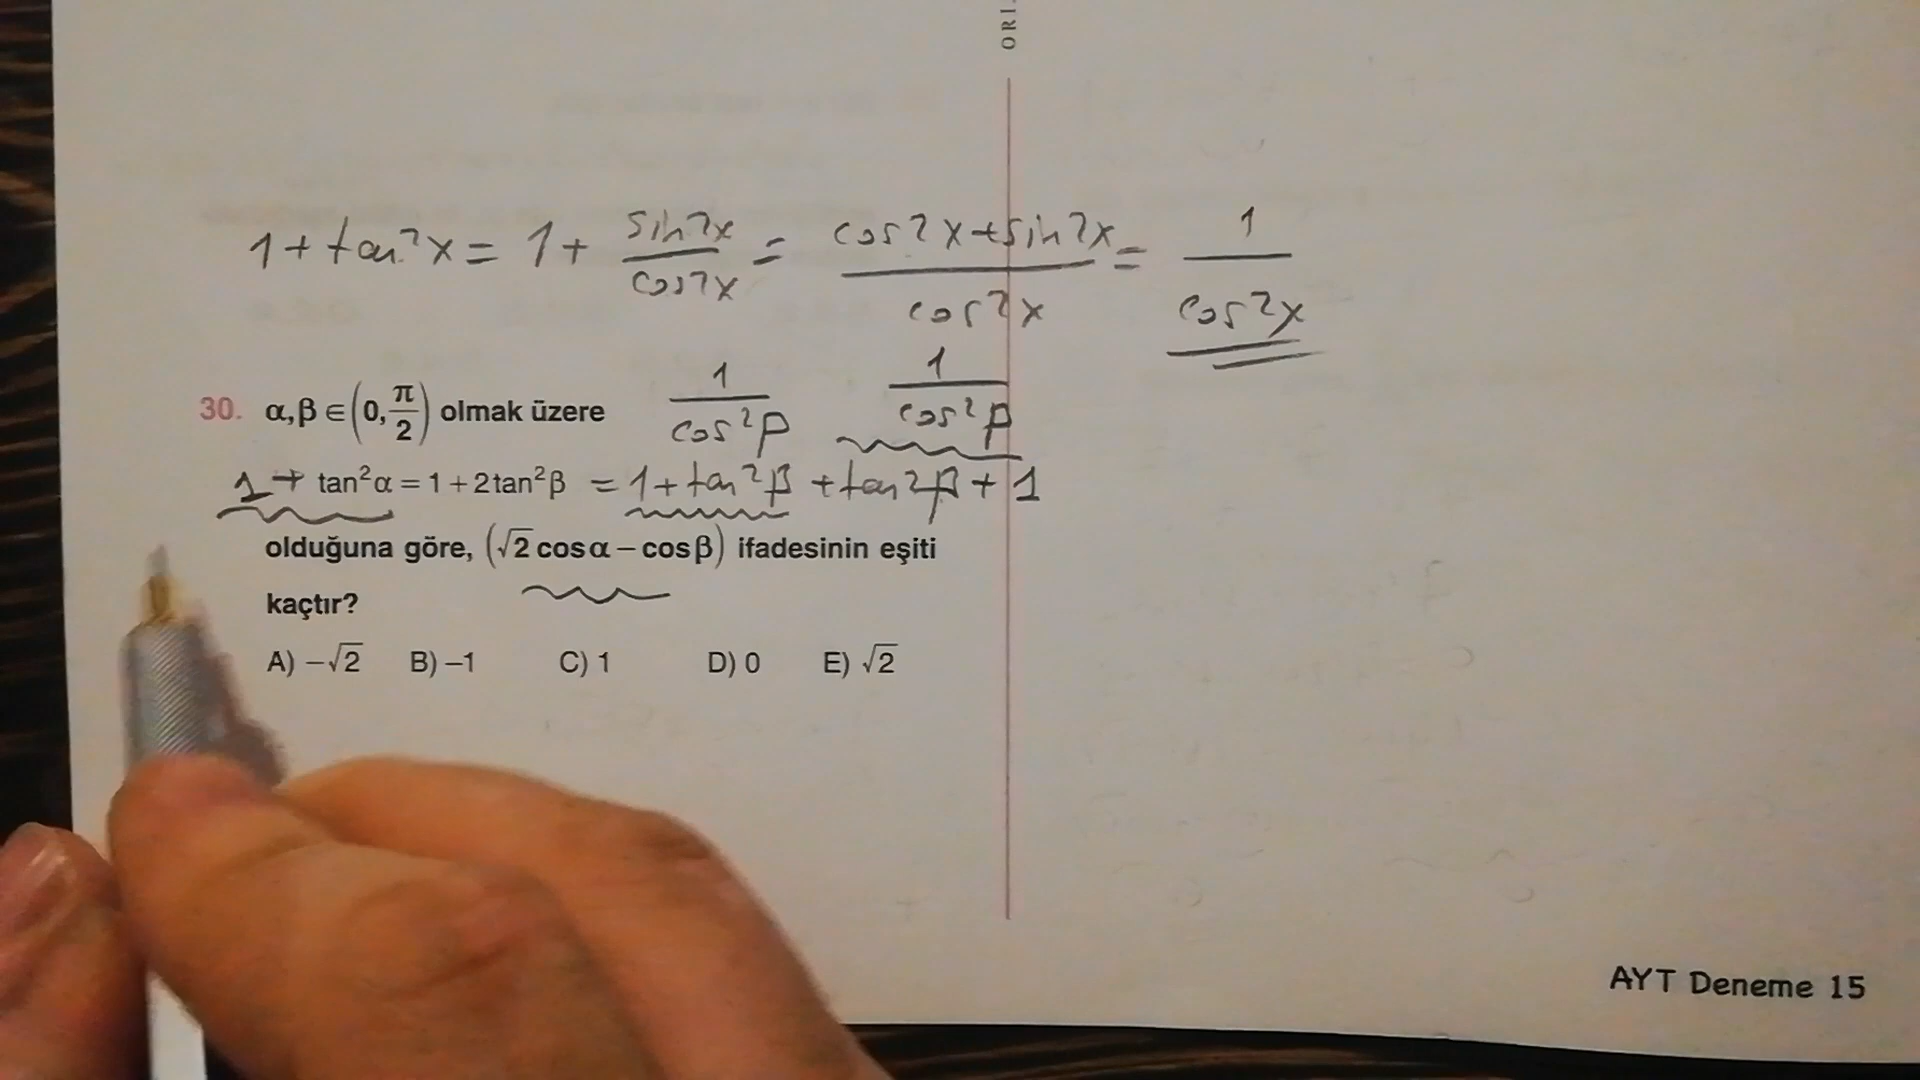 ORI
1 + tan²x = 1 + sin²x / cos²x = cos²x + sin²x / cos²x = 1 / cos²x
1 / cos²β 1 / cos²β
30. α,β ∈ (0, π/2) olmak üzere
1 + tan²α = 1 + 2tan²β = 1 + tan²β + tan²β + 1
olduğuna göre, (√2 cosα – cosβ) ifadesinin eşiti
kaçtır?
A) –√2 B) –1 C) 1 D) 0 E) √2
AYT Deneme 15